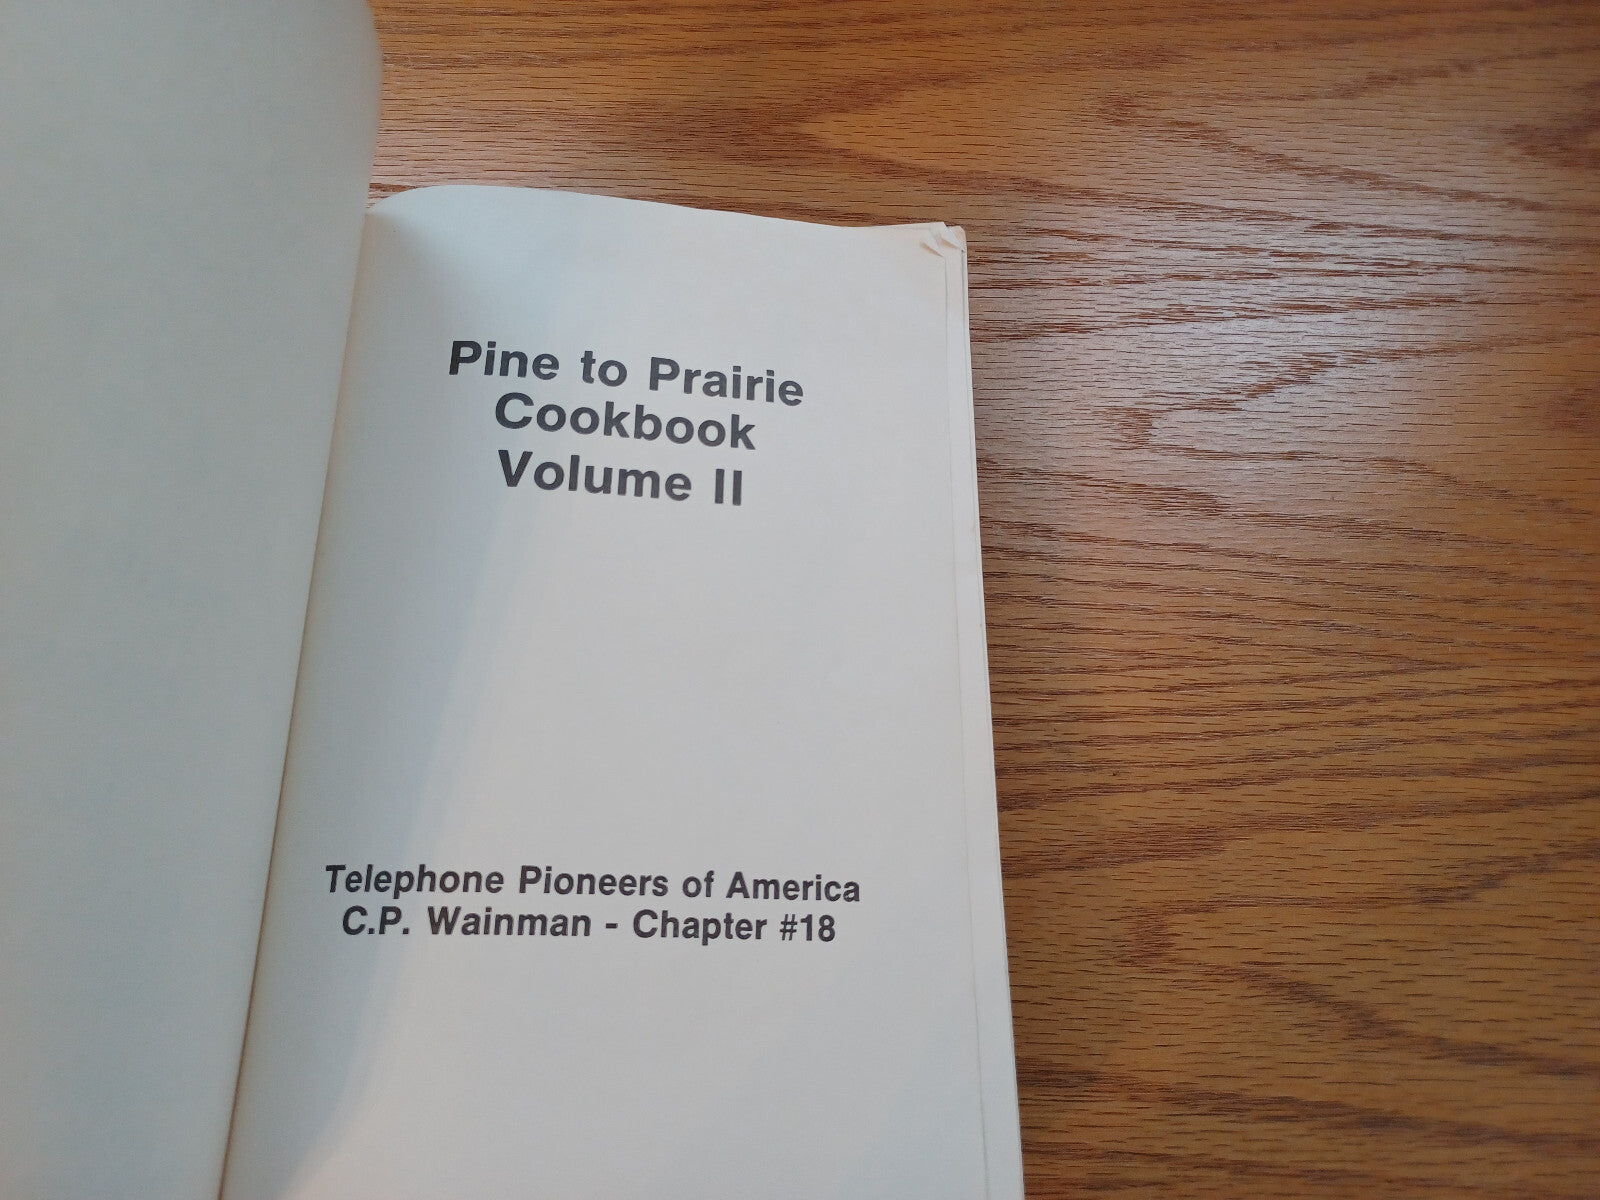 Pine to Prairie
Cookbook
Volume II
Telephone Pioneers of America
C.P. Wainman - Chapter #18